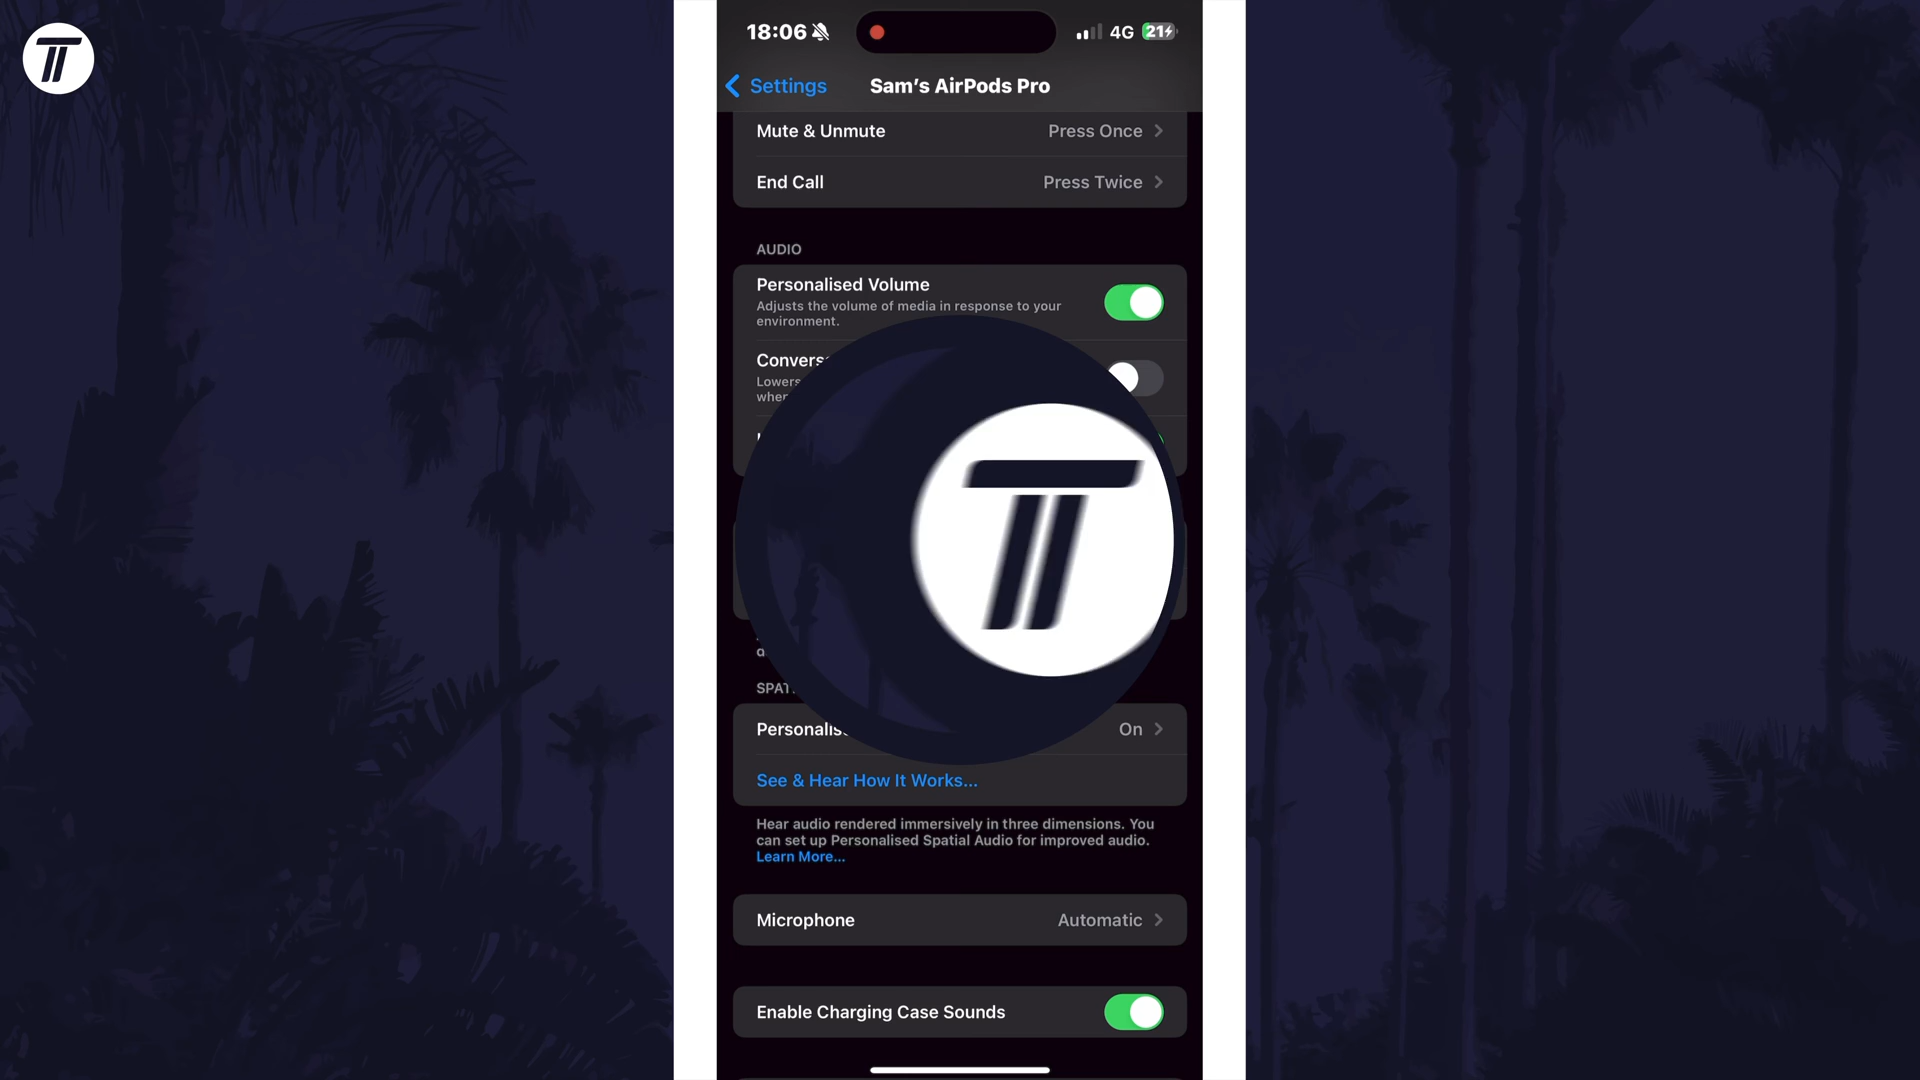 18:06
4G
21
Settings
Sam's AirPods Pro
Mute & Unmute
Press Once
End Call
Press Twice
AUDIO
Personalised Volume
Adjusts the volume of media in response to your
environment.
On
See & Hear How It Works...
Hear audio rendered immersively in three dimensions. You
can set up Personalised Spatial Audio for improved audio.
Learn More...
Microphone
Automatic
Enable Charging Case Sounds